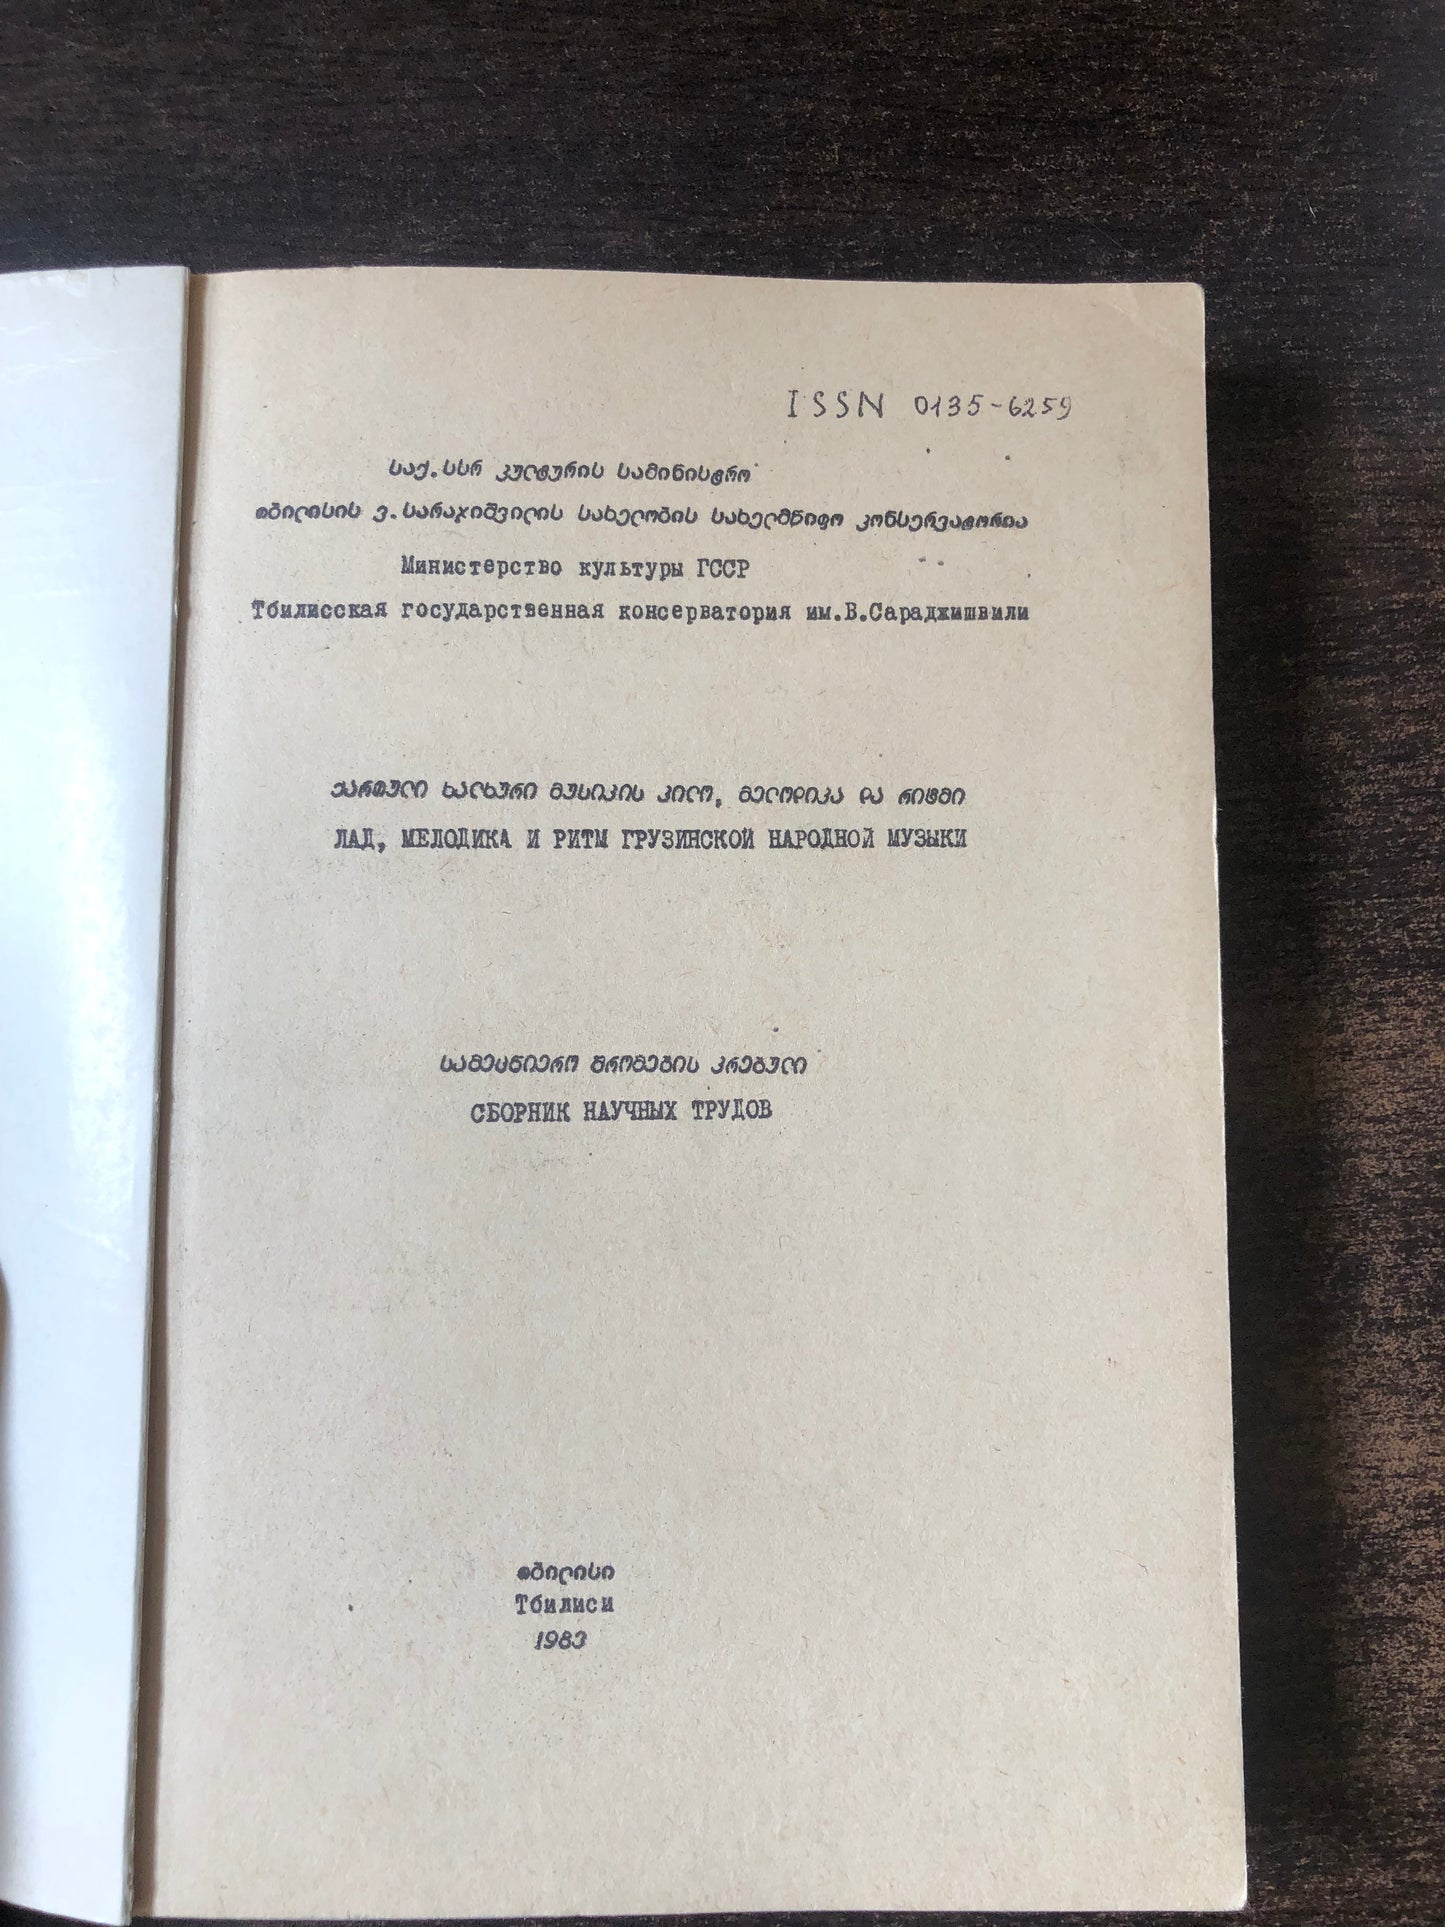 ISSN 0135-6259
საქ.სსრ კულტურის სამინისტრო
თბილისის ვ.სარაჯიშვილის სახელობის სახელმწიფო კონსერვატორია
Министерство культуры ГССР
Тбилисская государственная консерватория им.В.Сараджишвили
ქართული ხალხური მუსიკის კილო, მელოდიკა და რიტმი
ЛАД, МЕЛОДИКА И РИТМ ГРУЗИНСКОЙ НАРОДНОЙ МУЗЫКИ
სამეცნიერო შრომების კრებული
СБОРНИК НАУЧНЫХ ТРУДОВ
თბილისი
Тбилиси
1983